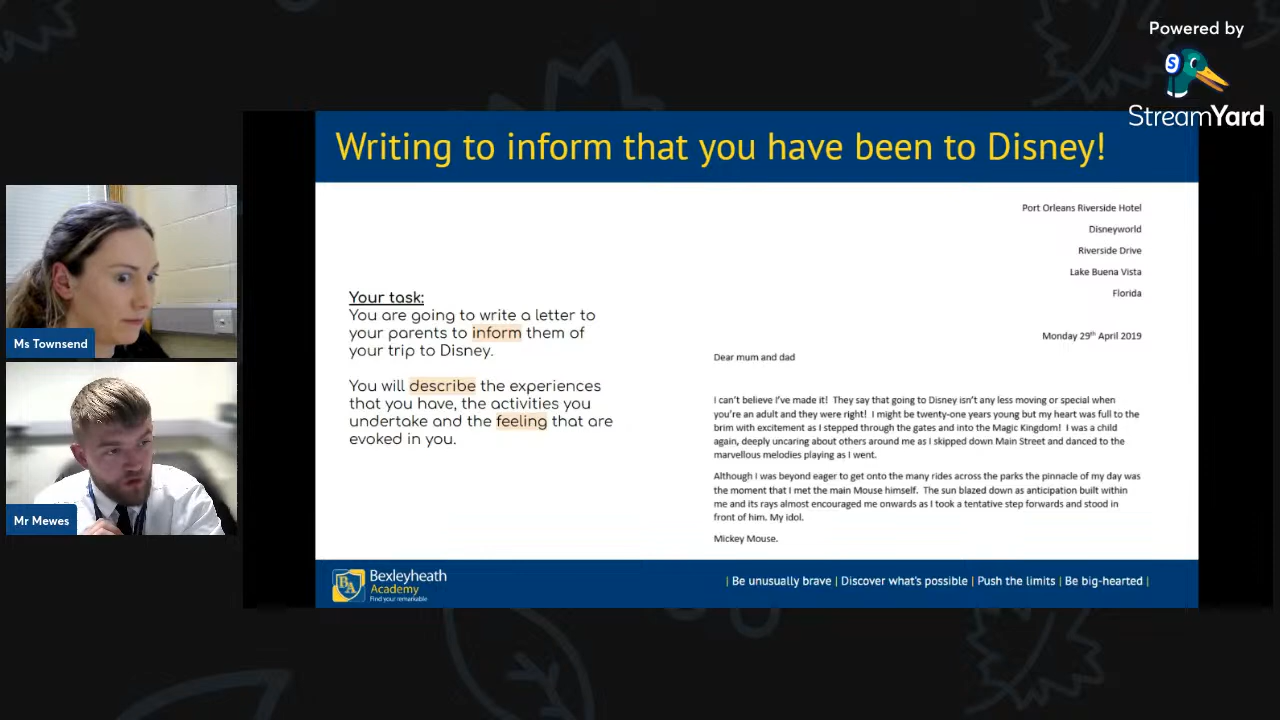 Powered by
StreamYard
Writing to inform that you have been to Disney!
Ms Townsend
Mr Mewes
Your task:
You are going to write a letter to
your parents to inform them of
your trip to Disney.
You will describe the experiences
that you have, the activities you
undertake and the feeling that are
evoked in you.
Port Orleans Riverside Hotel
Disneyworld
Riverside Drive
Lake Buena Vista
Florida
Monday 29th April 2019
Dear mum and dad
I can't believe I've made it! They say that going to Disney isn't any less moving or special when
you're an adult and they were right! I might be twenty-one years young but my heart was full to the
brim with excitement as I stepped through the gates and into the Magic Kingdom! I was a child
again, deeply uncaring about others around me as I skipped down Main Street and danced to the
marvellous melodies playing as I went.
Although I was beyond eager to get onto the many rides across the parks the pinnacle of my day was
the moment that I met the main Mouse himself. The sun blazed down as anticipation built within
me and its rays almost encouraged me onwards as I took a tentative step forwards and stood in
front of him. My idol.
Mickey Mouse.
BA
Bexleyheath
Academy
Find your remarkable
| Be unusually brave | Discover what's possible | Push the limits | Be big-hearted |